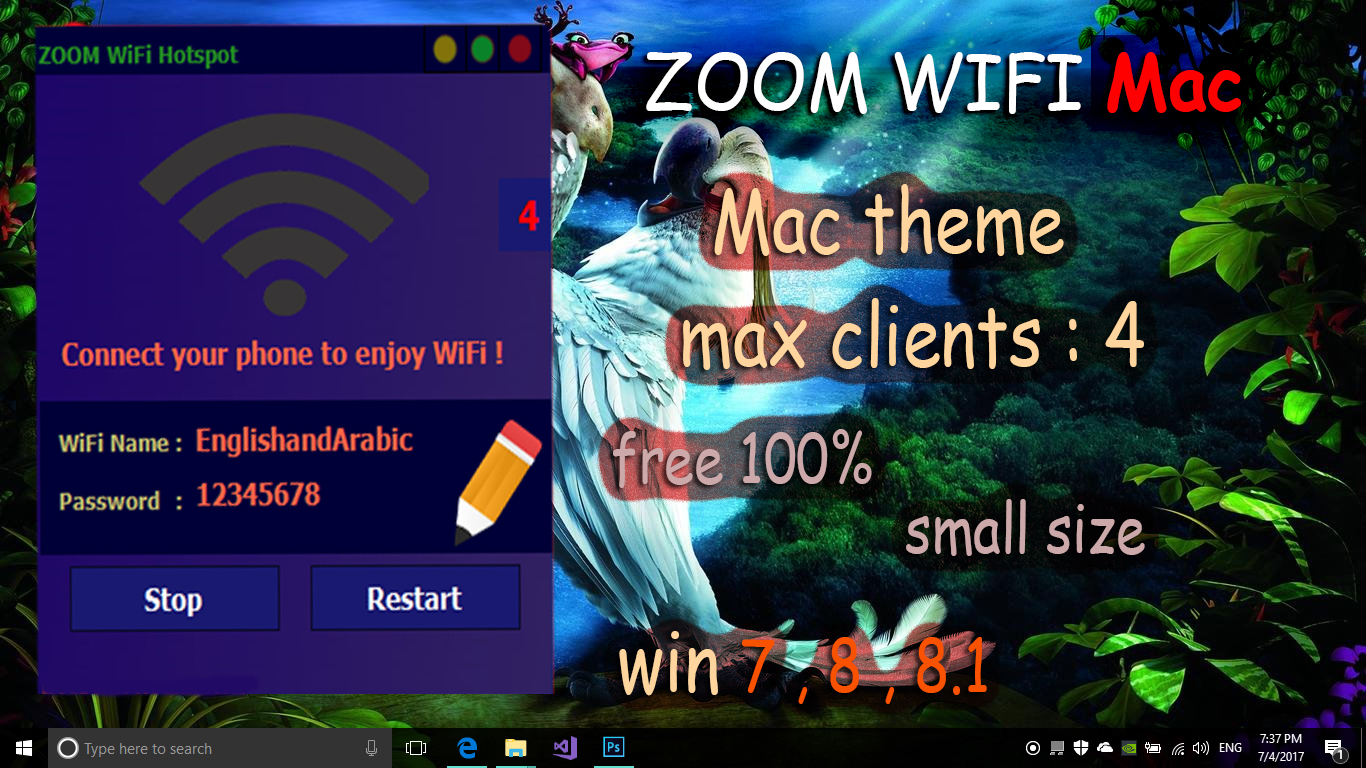 ZOOM WiFi Hotspot
ZOOM WIFI Mac
4
Mac theme
max clients : 4
Connect your phone to enjoy WiFi !
WiFi Name : EnglishandArabic
free 100%
Password : 12345678
small size
Stop
Restart
win 7 , 8 , 8.1
Type here to search
Ps
ENG
7:37 PM
7/4/2017
1